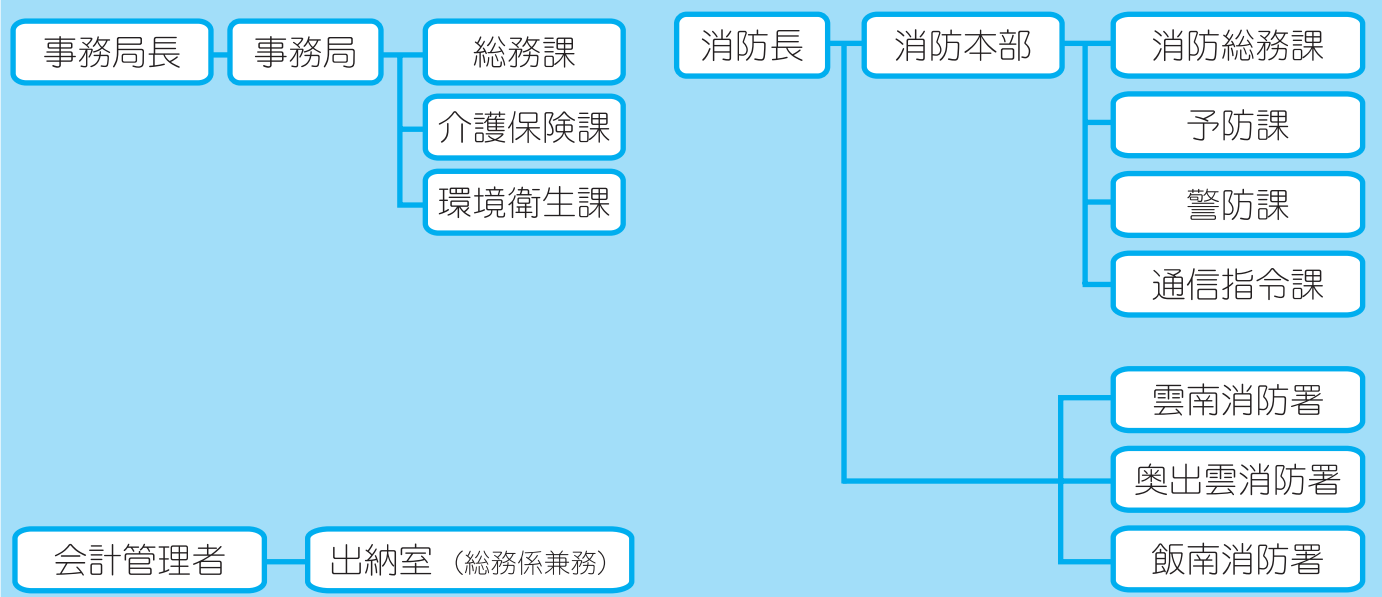 事務局長
事務局
総務課
介護保険課
環境衛生課
会計管理者
出納室（総務係兼務）
消防長
消防本部
消防総務課
予防課
警防課
通信指令課
雲南消防署
奥出雲消防署
飯南消防署